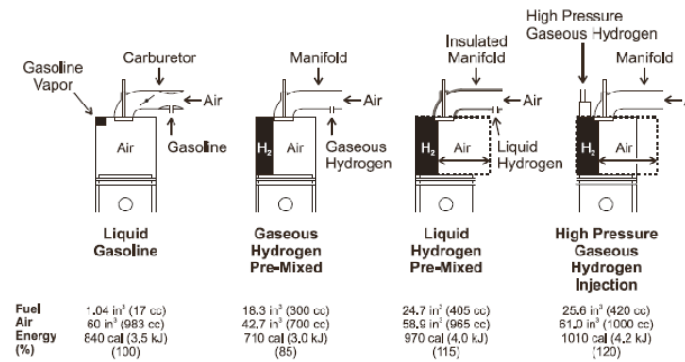 High Pressure
Gaseous Hydrogen
Insulated
Manifold
Gasoline
Vapor
Carburetor
Manifold
Manifold
Air
Air
Air
Air
Gasoline
Gaseous
Hydrogen
Liquid
Hydrogen
Air
H₂
Air
H₂
Air
H₂
Air
Liquid
Gasoline
Gaseous
Hydrogen
Pre-Mixed
Liquid
Hydrogen
Pre-Mixed
High Pressure
Gaseous
Hydrogen
Injection
Fuel 1.04 in³ (17 cc) 18.3 in³ (300 cc) 24.7 in³ (405 cc) 25.6 in³ (420 cc)
Air 60 in³ (983 cc) 42.7 in³ (700 cc) 58.9 in³ (965 cc) 61.0 in³ (1000 cc)
Energy 840 cal (3.5 kJ) 710 cal (3.0 kJ) 970 cal (4.0 kJ) 1010 cal (4.2 kJ)
(%) (100) (85) (115) (120)